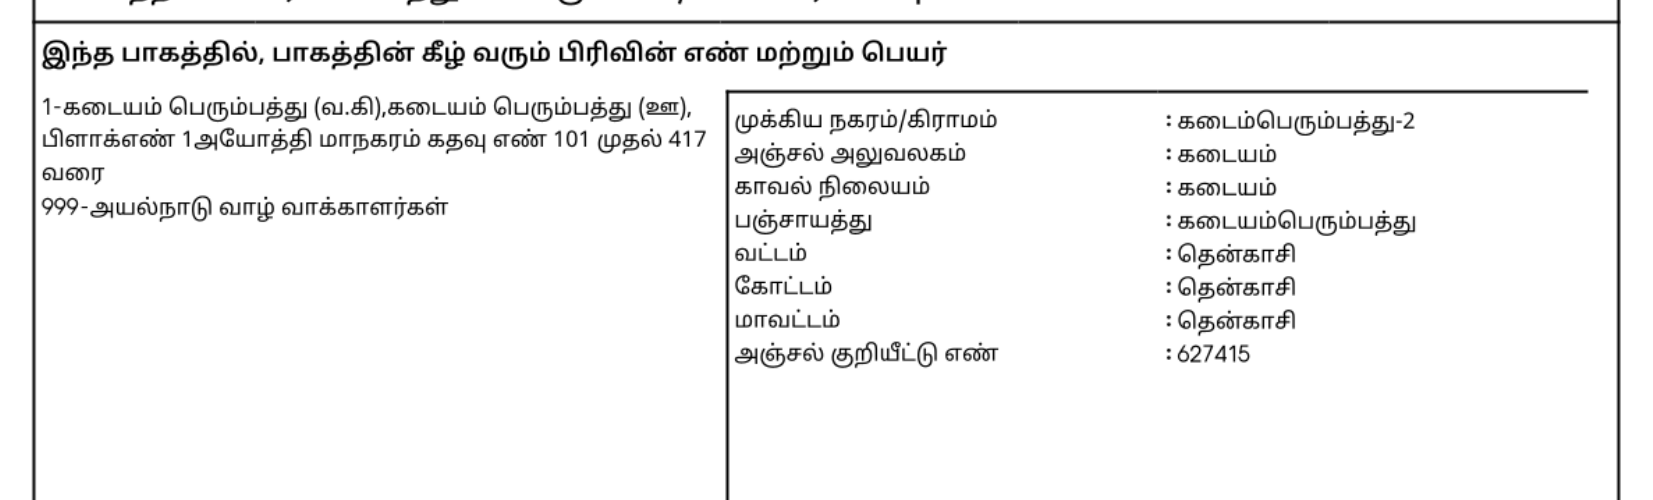 இந்த பாகத்தில், பாகத்தின் கீழ் வரும் பிரிவின் எண் மற்றும் பெயர்
1-கடையம் பெரும்பத்து (வ.கி),கடையம் பெரும்பத்து (ஊ),
பிளாக்எண் 1அயோத்தி மாநகரம் கதவு எண் 101 முதல் 417
வரை
999-அயல்நாடு வாழ் வாக்காளர்கள்
முக்கிய நகரம்/கிராமம் : கடைம்பெரும்பத்து-2
அஞ்சல் அலுவலகம் : கடையம்
காவல் நிலையம் : கடையம்
பஞ்சாயத்து : கடையம்பெரும்பத்து
வட்டம் : தென்காசி
கோட்டம் : தென்காசி
மாவட்டம் : தென்காசி
அஞ்சல் குறியீட்டு எண் : 627415